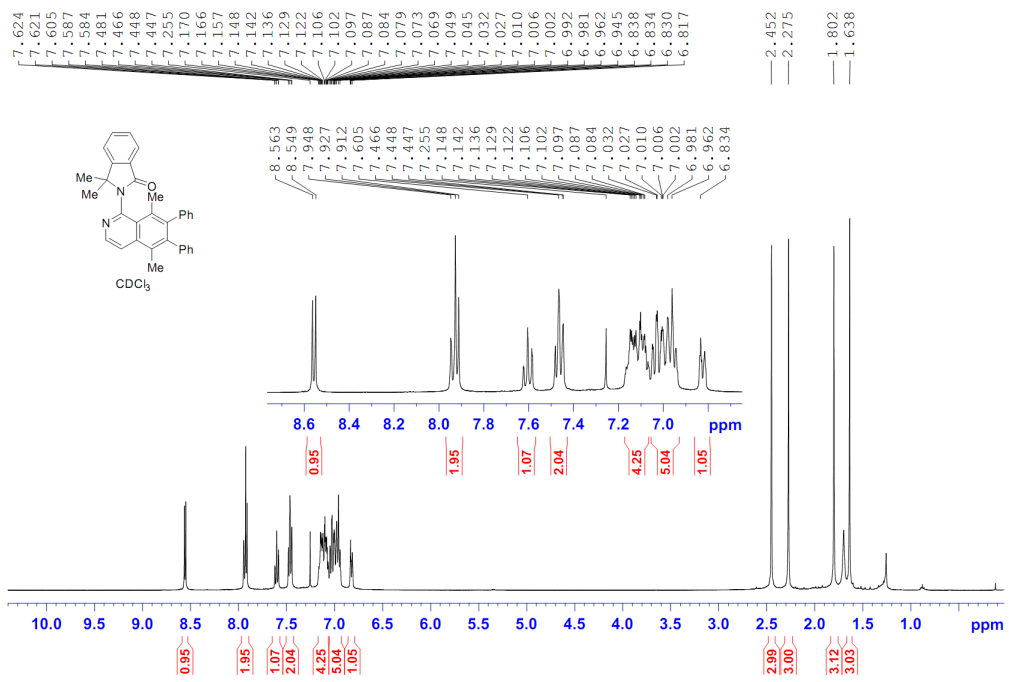 7.624 7.621 7.605 7.587 7.584 7.481 7.466 7.448 7.447 7.255 7.170 7.166 7.157 7.148 7.142 7.136 7.129 7.122 7.106 7.102 7.097 7.087 7.084 7.079 7.073 7.069 7.049 7.045 7.032 7.027 7.010 7.006 7.002 6.992 6.981 6.962 6.945 6.838 6.834 6.830 6.817 2.452 2.275 1.802 1.638
8.563 8.549 7.948 7.927 7.912 7.605 7.466 7.448 7.447 7.255 7.148 7.142 7.136 7.129 7.122 7.106 7.102 7.097 7.087 7.084 7.032 7.027 7.010 7.006 7.002 6.981 6.962 6.834
Me
O
Me
N
Me
Ph
N
Ph
Me
CDCl3
8.6 8.4 8.2 8.0 7.8 7.6 7.4 7.2 7.0 ppm
0.95 1.95 1.07 2.04 4.25 5.04 1.05
10.0 9.5 9.0 8.5 8.0 7.5 7.0 6.5 6.0 5.5 5.0 4.5 4.0 3.5 3.0 2.5 2.0 1.5 1.0 ppm
0.95 1.95 1.07 2.04 4.25 5.04 1.05 2.99 3.00 3.12 3.03